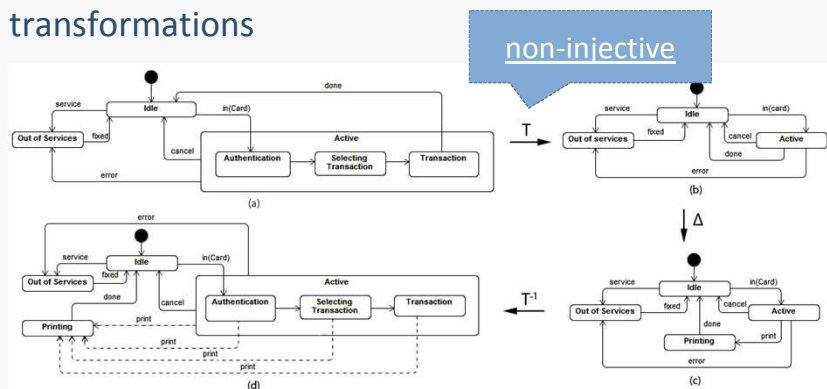 transformations
non-injective
done
service
Idle
in(Card)
Out of Services
fixed
cancel
Active
Authentication
Selecting
Transaction
Transaction
error
(a)
T
service
Idle
in(card)
Out of services
fixed
cancel
Active
done
error
(b)
Δ
error
service
Idle
in(Card)
Out of Services
fixed
Active
done
cancel
Authentication
Selecting
Transaction
Transaction
Printing
print
print
print
print
(d)
T-1
service
Idle
in(Card)
Out of Services
fixed
cancel
Active
done
print
Printing
error
(c)